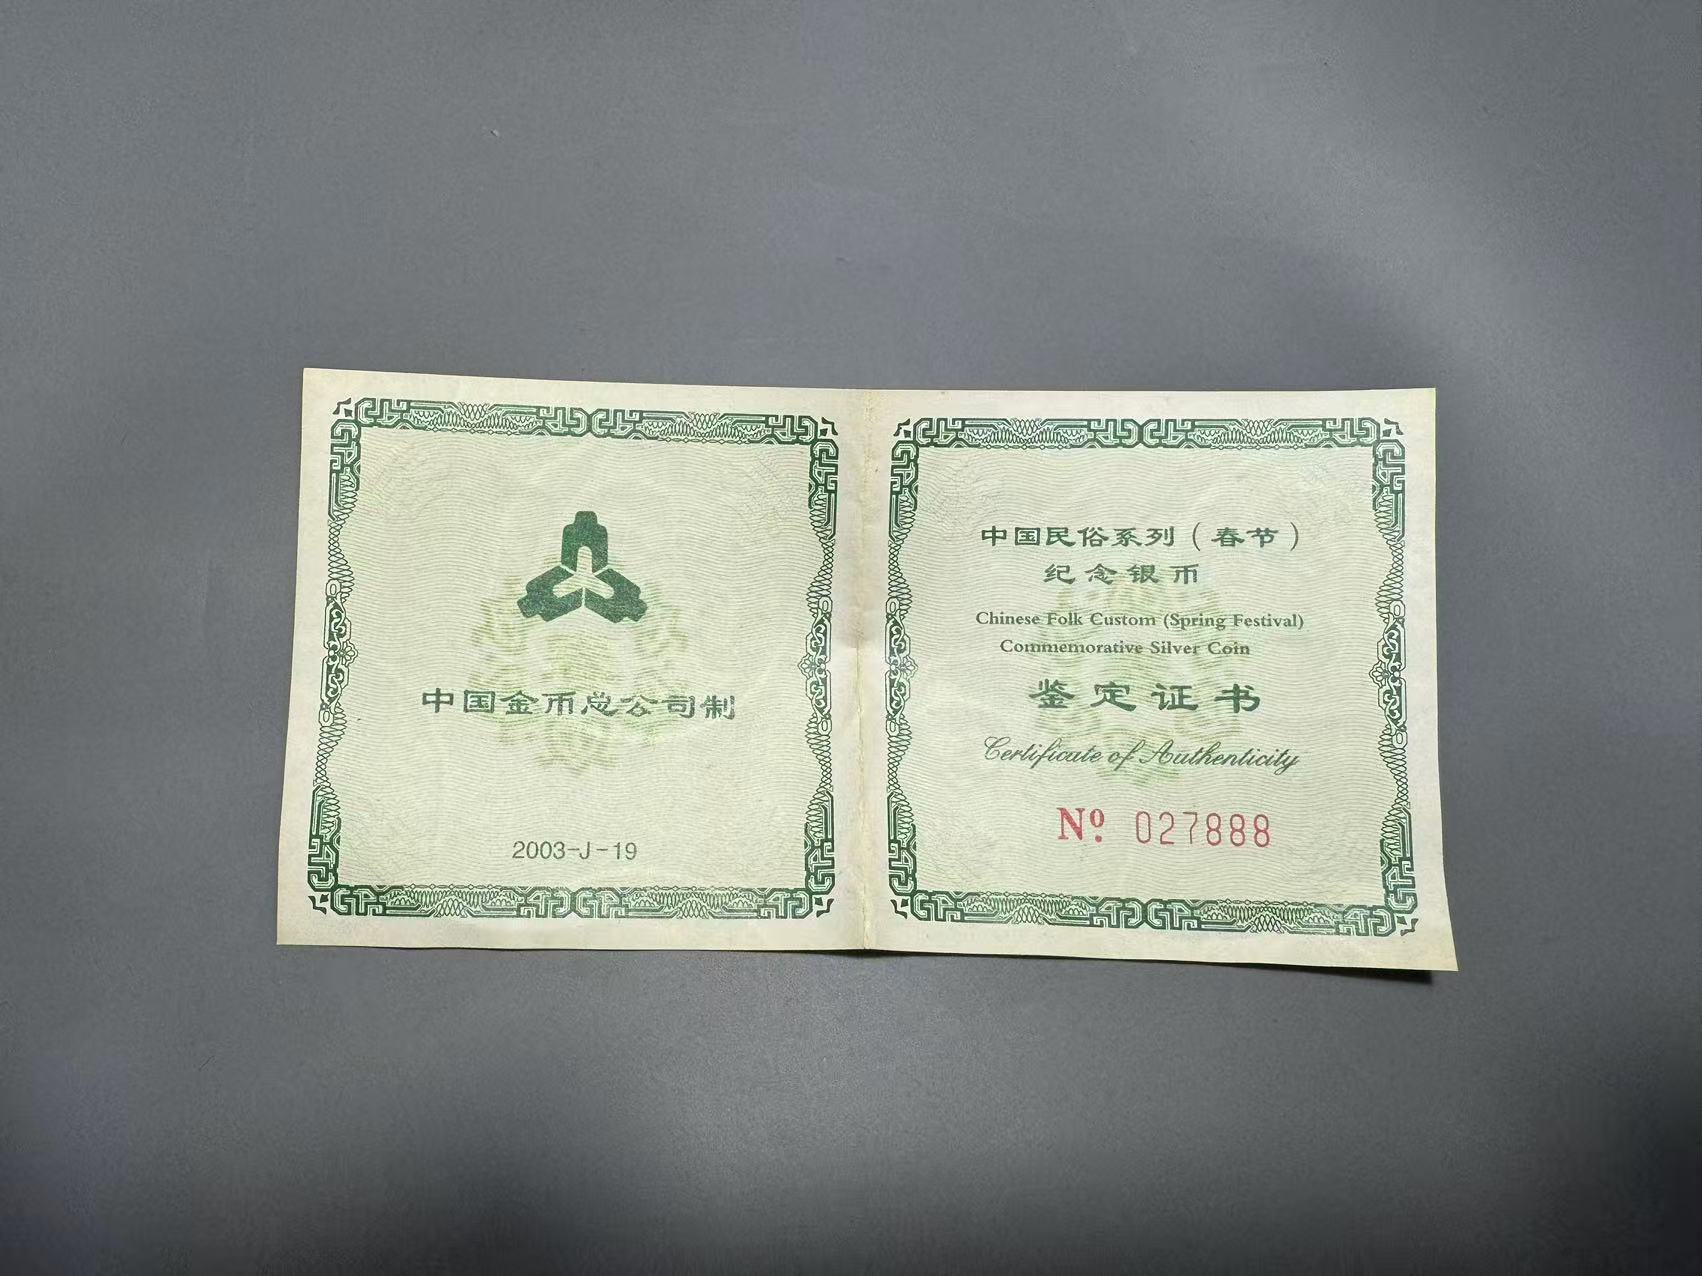 中国金币总公司制
2003-J-19
中国民俗系列（春节）
纪念银币
Chinese Folk Custom (Spring Festival)
Commemorative Silver Coin
鉴定证书
Certificate of Authenticity
Nº. 027888